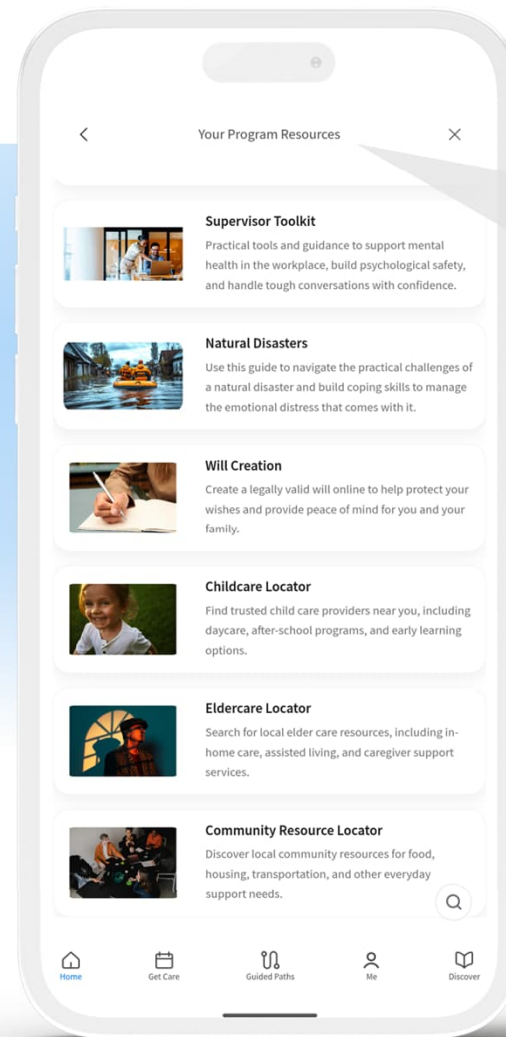 Your Program Resources
Supervisor Toolkit
Practical tools and guidance to support mental
health in the workplace, build psychological safety,
and handle tough conversations with confidence.
Natural Disasters
Use this guide to navigate the practical challenges of
a natural disaster and build coping skills to manage
the emotional distress that comes with it.
Will Creation
Create a legally valid will online to help protect your
wishes and provide peace of mind for you and your
family.
Childcare Locator
Find trusted child care providers near you, including
daycare, after-school programs, and early learning
options.
Eldercare Locator
Search for local elder care resources, including in-
home care, assisted living, and caregiver support
services.
Community Resource Locator
Discover local community resources for food,
housing, transportation, and other everyday
support needs.
Home
Get Care
Guided Paths
Me
Discover